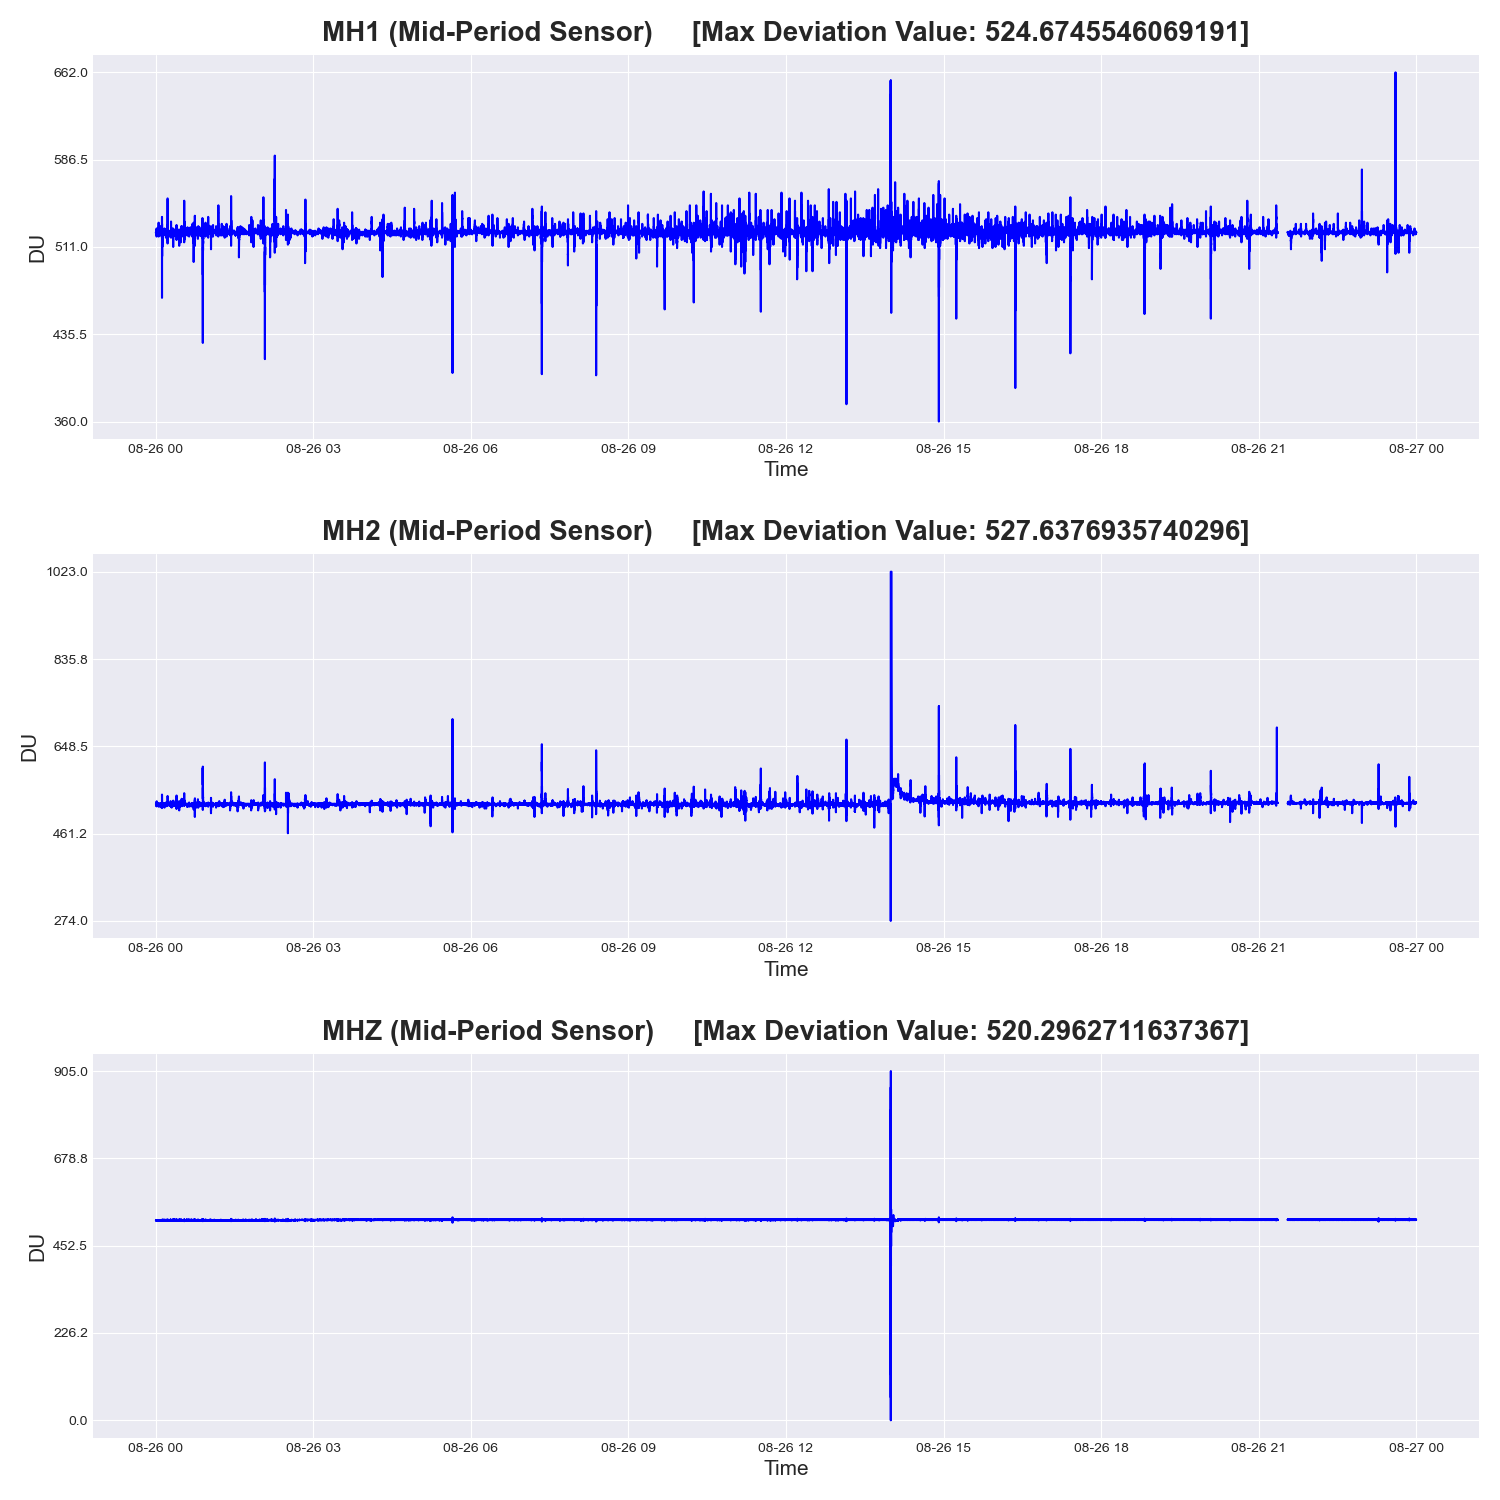 MH1 (Mid-Period Sensor) [Max Deviation Value: 524.6745546069191]
662.0
586.5
511.0
435.5
360.0
DU
08-26 00 08-26 03 08-26 06 08-26 09 08-26 12 08-26 15 08-26 18 08-26 21 08-27 00
Time
MH2 (Mid-Period Sensor) [Max Deviation Value: 527.6376935740296]
1023.0
835.8
648.5
461.2
274.0
DU
08-26 00 08-26 03 08-26 06 08-26 09 08-26 12 08-26 15 08-26 18 08-26 21 08-27 00
Time
MHZ (Mid-Period Sensor) [Max Deviation Value: 520.2962711637367]
905.0
678.8
452.5
226.2
0.0
DU
08-26 00 08-26 03 08-26 06 08-26 09 08-26 12 08-26 15 08-26 18 08-26 21 08-27 00
Time